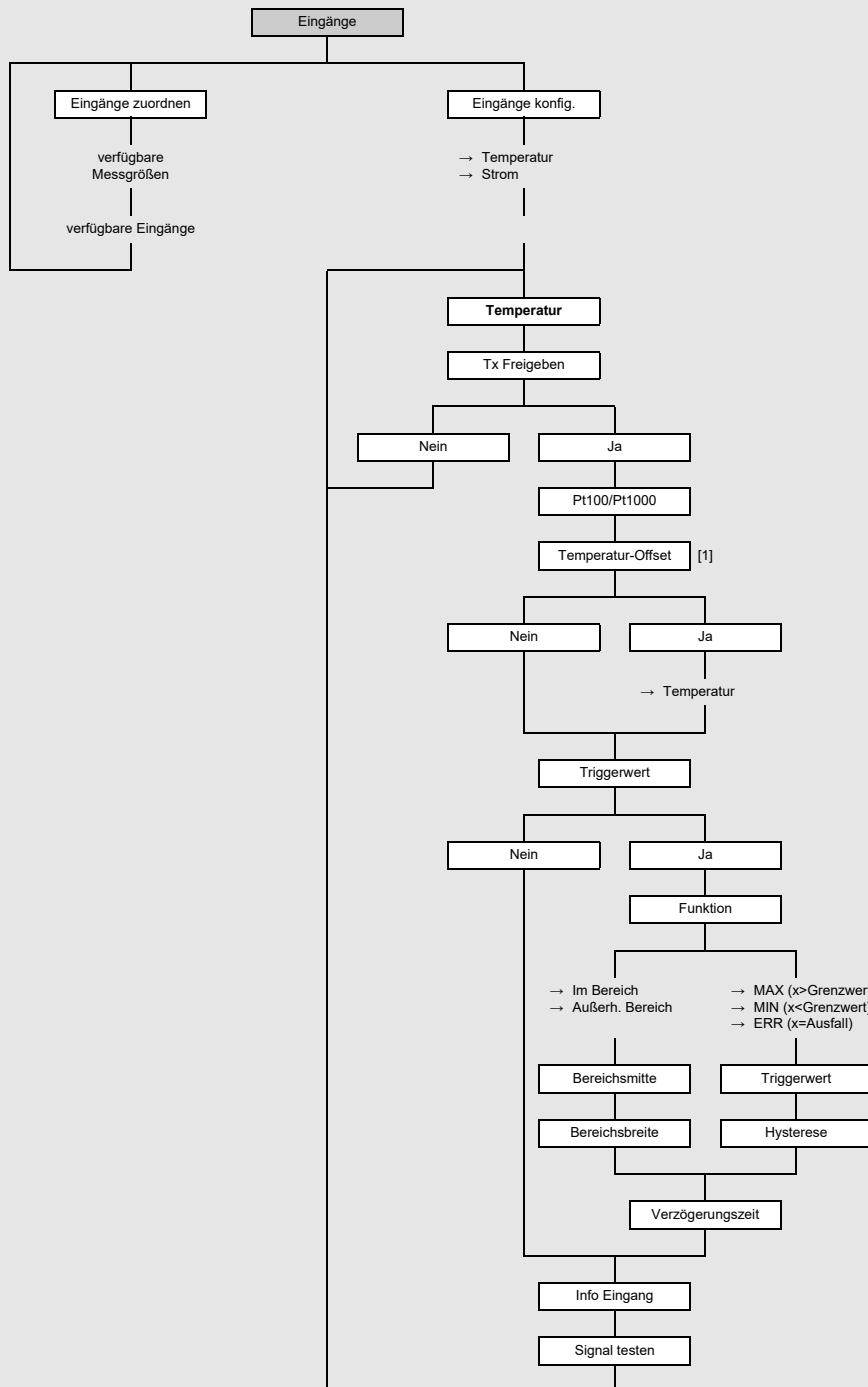 Eingänge
Eingänge zuordnen
Eingänge konfig.
verfügbare
Messgrößen
→ Temperatur
→ Strom
verfügbare Eingänge
Temperatur
Tx Freigeben
Nein
Ja
Pt100/Pt1000
Temperatur-Offset [1]
Nein
Ja
→ Temperatur
Triggerwert
Nein
Ja
Funktion
→ Im Bereich
→ Außerh. Bereich
→ MAX (x>Grenzwert
→ MIN (x<Grenzwert)
→ ERR (x=Ausfall)
Bereichsmitte
Triggerwert
Bereichsbreite
Hysterese
Verzögerungszeit
Info Eingang
Signal testen